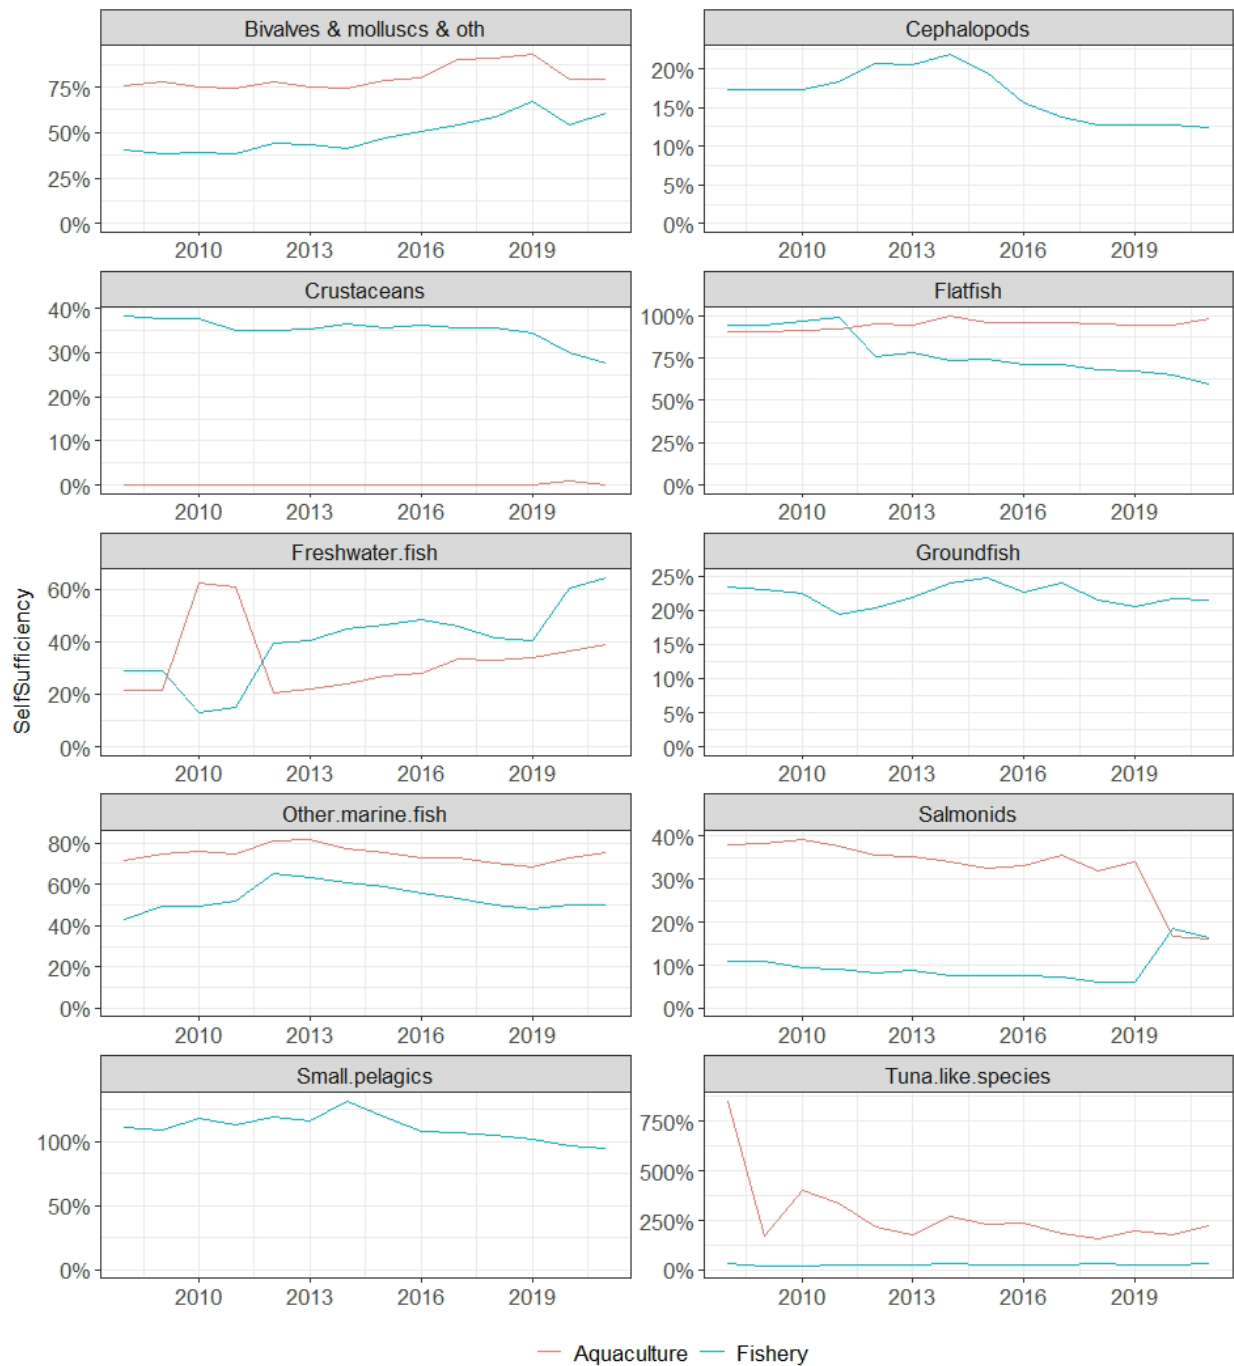 Bivalves & molluscs & oth
Cephalopods
75%
50%
25%
0%
20%
15%
10%
5%
0%
2010 2013 2016 2019
2010 2013 2016 2019
Crustaceans
Flatfish
40%
30%
20%
10%
0%
100%
75%
50%
25%
0%
2010 2013 2016 2019
2010 2013 2016 2019
SelfSufficiency
Freshwater.fish
Groundfish
60%
40%
20%
0%
25%
20%
15%
10%
5%
0%
2010 2013 2016 2019
2010 2013 2016 2019
Other.marine.fish
Salmonids
80%
60%
40%
20%
0%
40%
30%
20%
10%
0%
2010 2013 2016 2019
2010 2013 2016 2019
Small.pelagics
Tuna.like.species
100%
50%
0%
750%
500%
250%
0%
2010 2013 2016 2019
2010 2013 2016 2019
Aquaculture Fishery